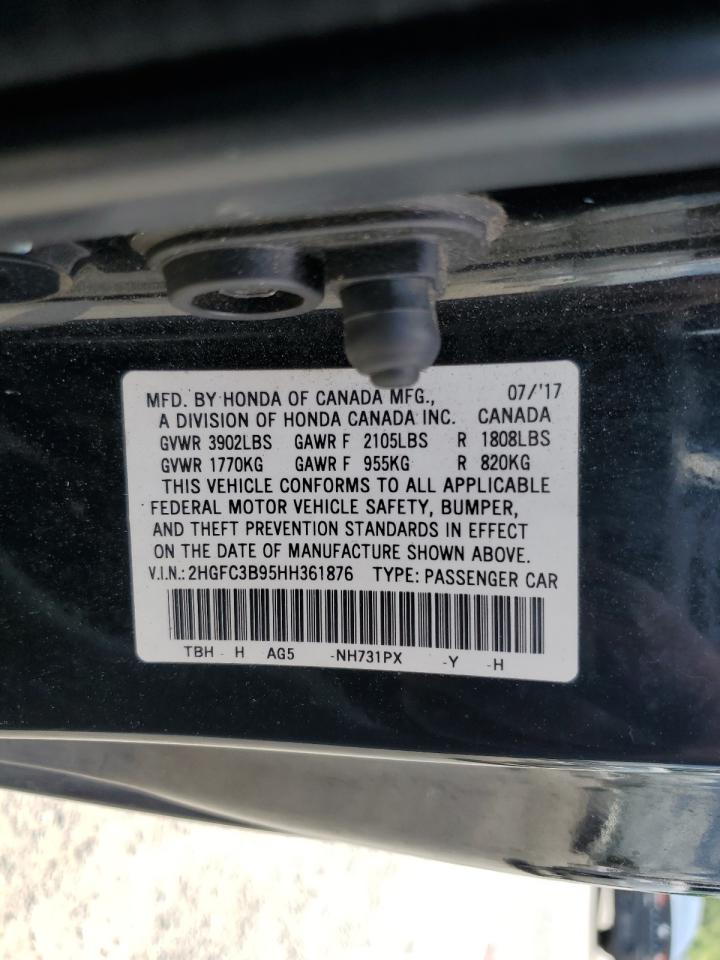 MFD. BY HONDA OF CANADA MFG., 07/'17
A DIVISION OF HONDA CANADA INC. CANADA
GVWR 3902LBS GAWR F 2105LBS R 1808LBS
GVWR 1770KG GAWR F 955KG R 820KG
THIS VEHICLE CONFORMS TO ALL APPLICABLE
FEDERAL MOTOR VEHICLE SAFETY, BUMPER,
AND THEFT PREVENTION STANDARDS IN EFFECT
ON THE DATE OF MANUFACTURE SHOWN ABOVE.
V.I.N.: 2HGFC3B95HH361876 TYPE: PASSENGER CAR
TBH - H AG5 -NH731PX -Y -H